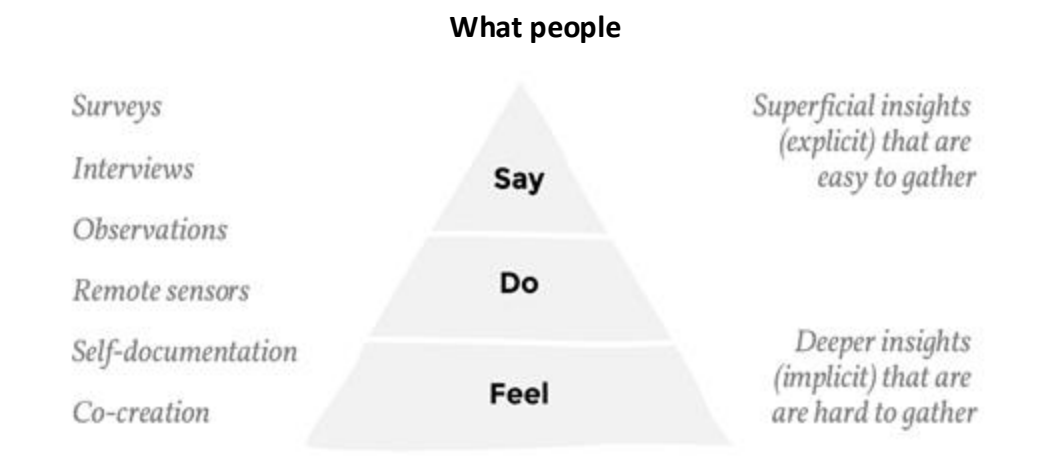 What people
Surveys
Interviews
Observations
Remote sensors
Self-documentation
Co-creation
Say
Do
Feel
Superficial insights
(explicit) that are
easy to gather
Deeper insights
(implicit) that are
are hard to gather